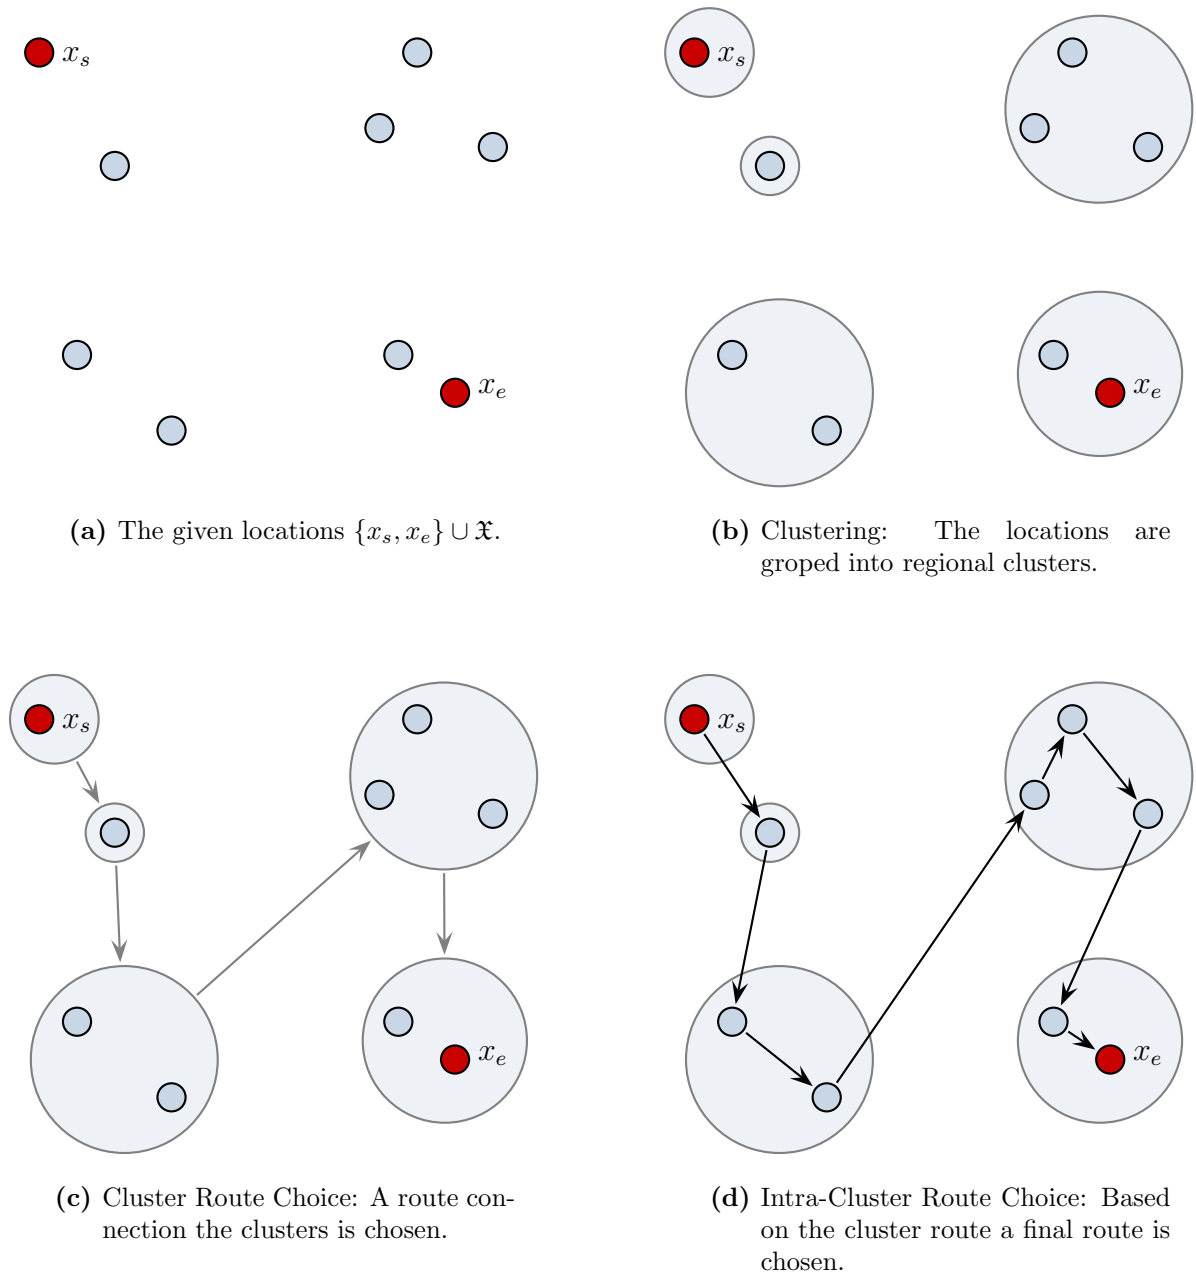 x_s
x_e
(a) The given locations {x_s, x_e} ∪ 𝔛.
x_s
x_e
(b) Clustering: The locations are
groped into regional clusters.
x_s
x_e
(c) Cluster Route Choice: A route con-
nection the clusters is chosen.
x_s
x_e
(d) Intra-Cluster Route Choice: Based
on the cluster route a final route is
chosen.